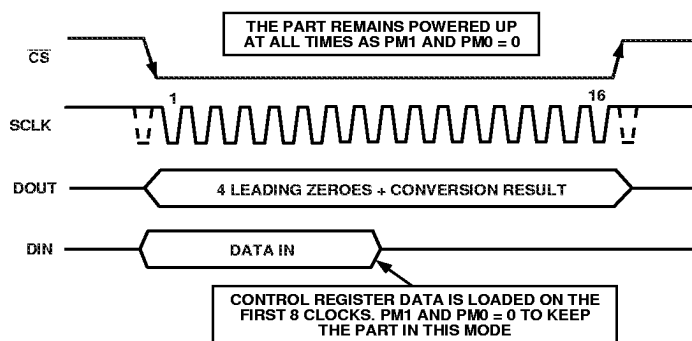 THE PART REMAINS POWERED UP
AT ALL TIMES AS PM1 AND PM0 = 0
CS
1
16
SCLK
DOUT
4 LEADING ZEROES + CONVERSION RESULT
DIN
DATA IN
CONTROL REGISTER DATA IS LOADED ON THE
FIRST 8 CLOCKS. PM1 AND PM0 = 0 TO KEEP
THE PART IN THIS MODE